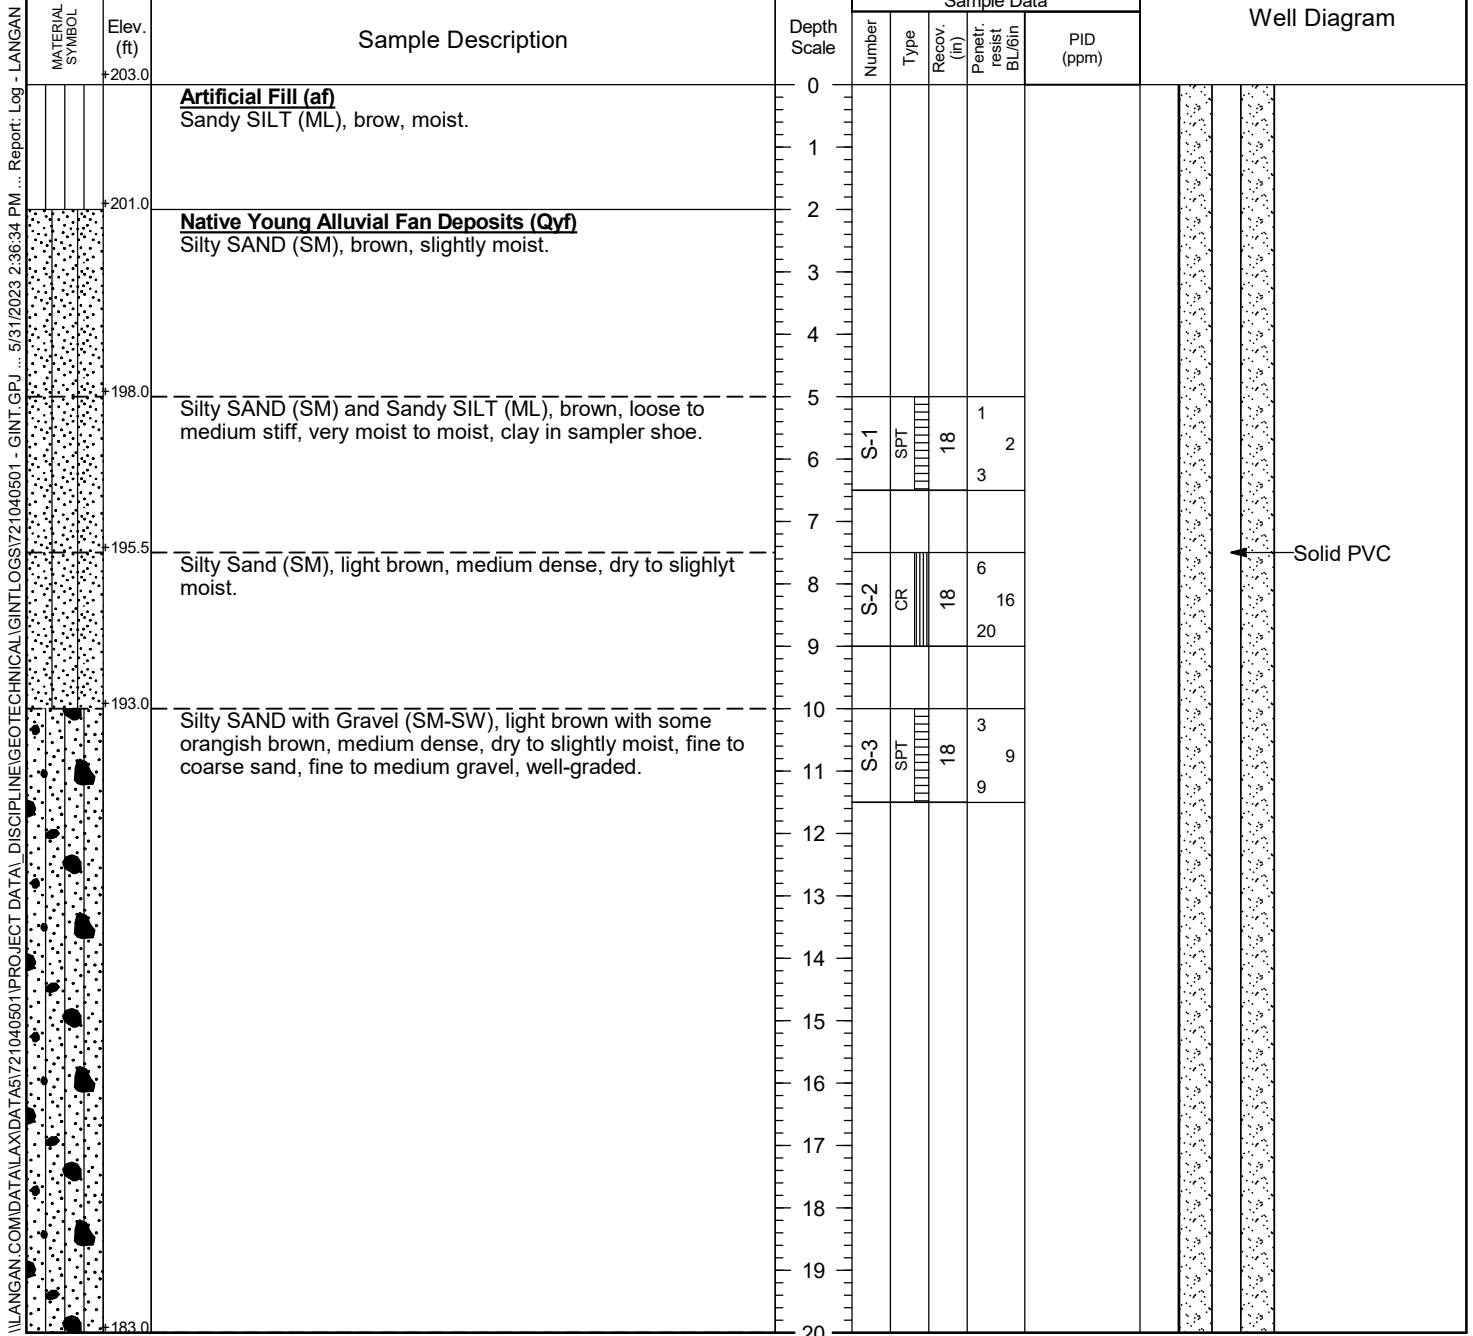 \\LANGAN.COM\DATA\LAX\DATA5\721040501\PROJECT DATA\_DISCIPLINE\GEOTECHNICAL\GINTLOGS\721040501 - GINT.GPJ ... 5/31/2023 2:36:34 PM ... Report: Log - LANGAN
MATERIAL
SYMBOL
Elev.
(ft)
Sample Description
Depth
Scale
Sample Data
Number
Type
Recov.
(in)
Penetr.
resist
BL/6in
PID
(ppm)
Well Diagram
+203.0
0
Artificial Fill (af)
Sandy SILT (ML), brow, moist.
1
+201.0
2
Native Young Alluvial Fan Deposits (Qyf)
Silty SAND (SM), brown, slightly moist.
3
4
+198.0
5
Silty SAND (SM) and Sandy SILT (ML), brown, loose to
medium stiff, very moist to moist, clay in sampler shoe.
S-1
SPT
18
1
2
3
6
7
+195.5
Solid PVC
Silty Sand (SM), light brown, medium dense, dry to slighlyt
moist.
8
S-2
CR
18
6
16
20
9
+193.0
10
Silty SAND with Gravel (SM-SW), light brown with some
orangish brown, medium dense, dry to slightly moist, fine to
coarse sand, fine to medium gravel, well-graded.
S-3
SPT
18
3
9
9
11
12
13
14
15
16
17
18
19
+183.0
20